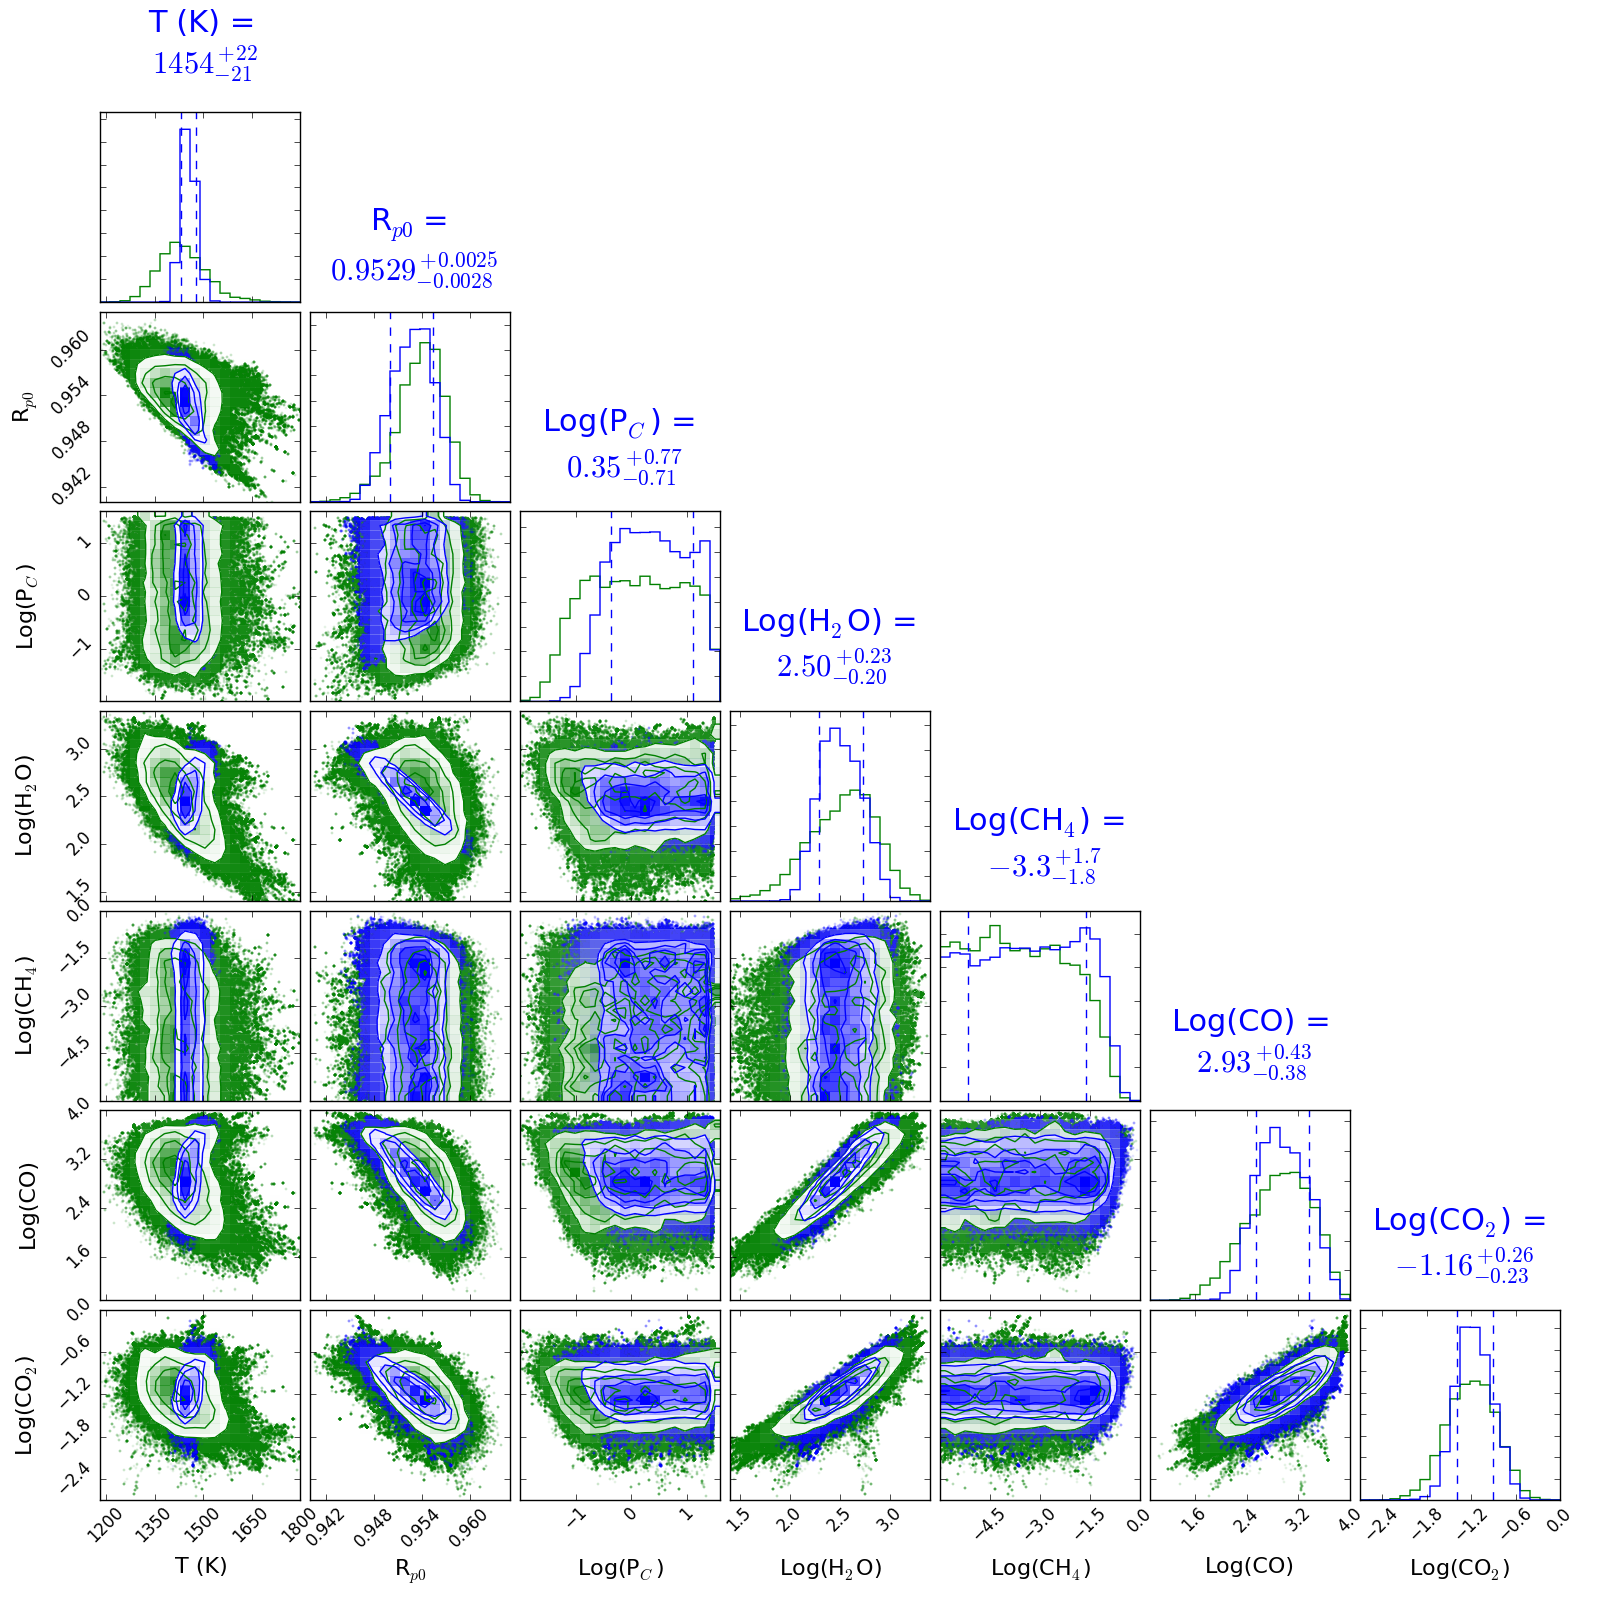 T (K) =
1454^{+22}_{-21}
R_{p0} =
0.9529^{+0.0025}_{-0.0028}
0.960
0.954
0.948
0.942
R_{p0}
Log(P_C) =
0.35^{+0.77}_{-0.71}
1
0
−1
Log(P_C)
Log(H_2O) =
2.50^{+0.23}_{-0.20}
3.0
2.5
2.0
1.5
Log(H_2O)
Log(CH_4) =
−3.3^{+1.7}_{-1.8}
0.0
−1.5
−3.0
−4.5
Log(CH_4)
Log(CO) =
2.93^{+0.43}_{-0.38}
4.0
3.2
2.4
1.6
Log(CO)
Log(CO_2) =
−1.16^{+0.26}_{-0.23}
0.0
−0.6
−1.2
−1.8
−2.4
Log(CO_2)
1200 1350 1500 1650 1800 0.942 0.948 0.954 0.960 −1 0 1 1.5 2.0 2.5 3.0 −4.5 −3.0 −1.5 0.0 1.6 2.4 3.2 4.0 −2.4 −1.8 −1.2 −0.6 0.0
T (K) R_{p0} Log(P_C) Log(H_2O) Log(CH_4) Log(CO) Log(CO_2)